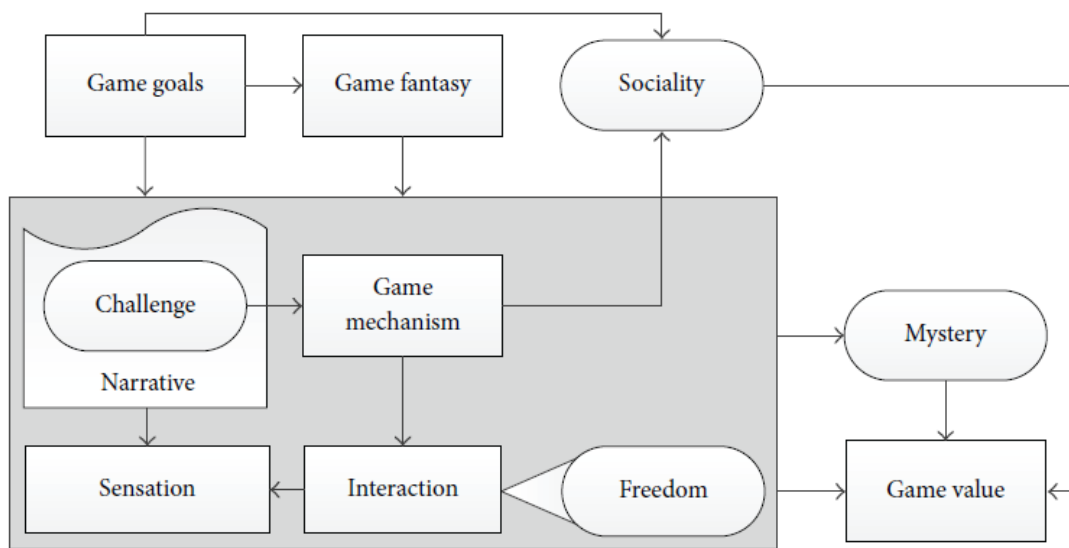 Game goals
Game fantasy
Sociality
Challenge
Game
mechanism
Narrative
Mystery
Sensation
Interaction
Freedom
Game value